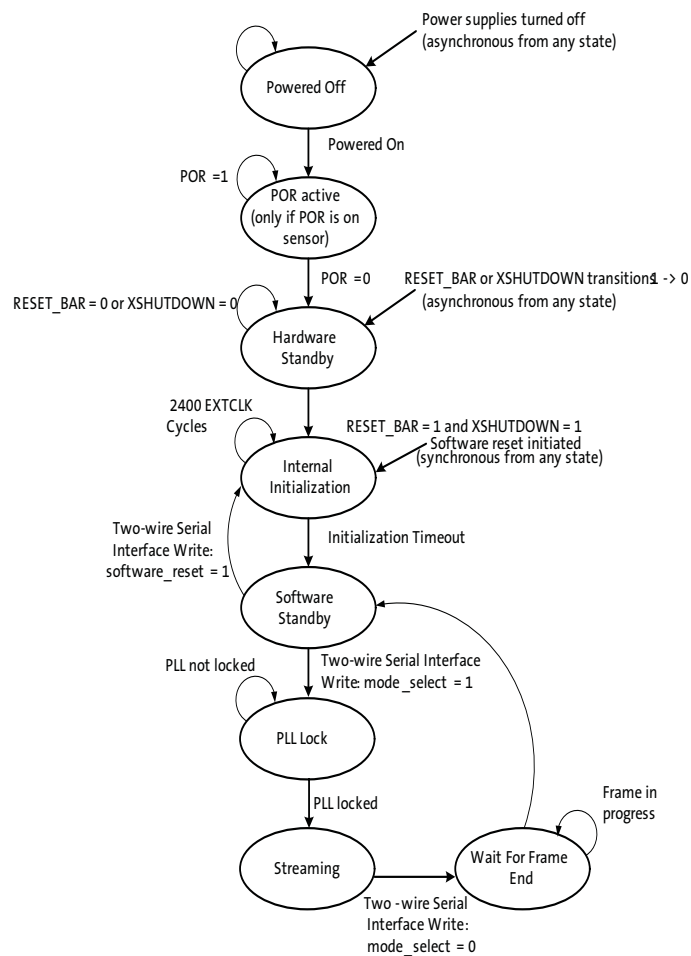 Power supplies turned off
(asynchronous from any state)
Powered Off
Powered On
POR =1
POR active
(only if POR is on
sensor)
POR =0
RESET_BAR or XSHUTDOWN transitions1 -> 0
(asynchronous from any state)
RESET_BAR = 0 or XSHUTDOWN = 0
Hardware
Standby
2400 EXTCLK
Cycles
RESET_BAR = 1 and XSHUTDOWN = 1
Software reset initiated
(synchronous from any state)
Internal
Initialization
Two-wire Serial
Interface Write:
software_reset = 1
Initialization Timeout
Software
Standby
Two-wire Serial Interface
Write: mode_select = 1
PLL not locked
PLL Lock
PLL locked
Frame in
progress
Streaming
Wait For Frame
End
Two -wire Serial
Interface Write:
mode_select = 0